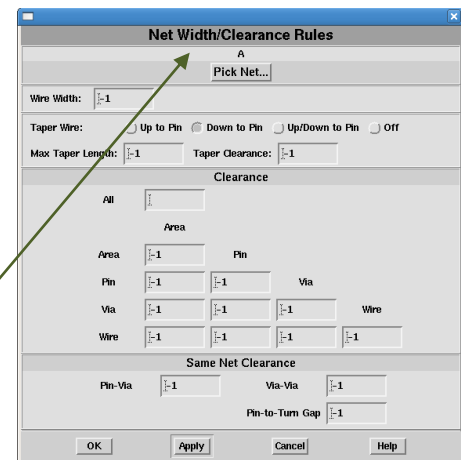 Net Width/Clearance Rules
A
Pick Net...
Wire Width: -1
Taper Wire: Up to Pin Down to Pin Up/Down to Pin Off
Max Taper Length: -1 Taper Clearance: -1
Clearance
All
Area
Area -1 Pin
Pin -1 -1 Via
Via -1 -1 -1 Wire
Wire -1 -1 -1 -1
Same Net Clearance
Pin-Via -1 Via-Via -1
Pin-to-Turn Gap -1
OK Apply Cancel Help